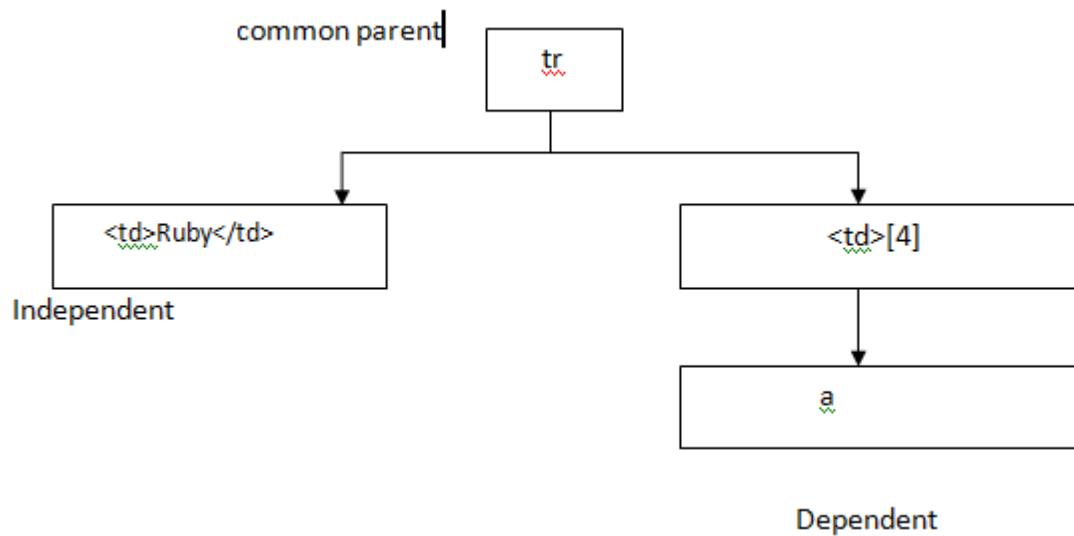 common parent
tr
<td>Ruby</td>
<td>[4]
Independent
a
Dependent